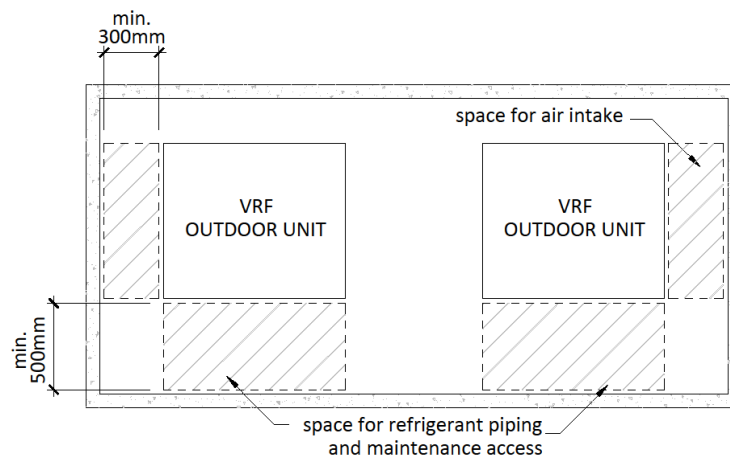 min.
300mm
space for air intake
VRF
OUTDOOR UNIT
VRF
OUTDOOR UNIT
min.
500mm
space for refrigerant piping
and maintenance access